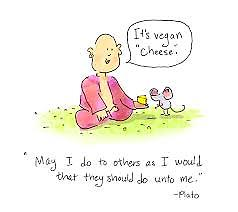 It's vegan
"Cheese".
"May I do to others as I would
that they should do unto me."
-Plato